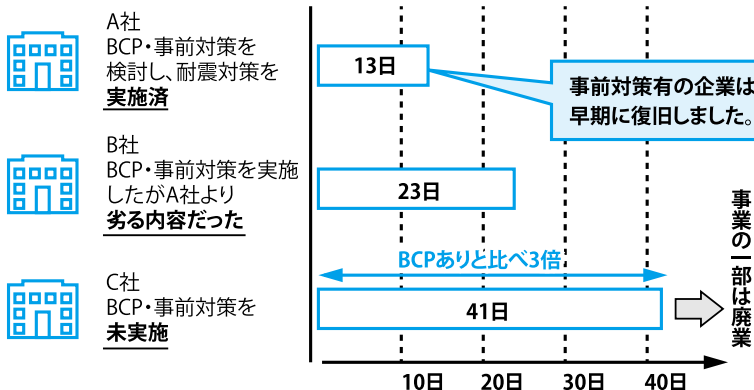 A社
BCP・事前対策を
検討し、耐震対策を
実施済
13日
事前対策有の企業は
早期に復旧しました。
B社
BCP・事前対策を実施
したがA社より
劣る内容だった
23日
BCPありと比べ3倍
C社
BCP・事前対策を
未実施
41日
事業の一部は廃業
10日
20日
30日
40日